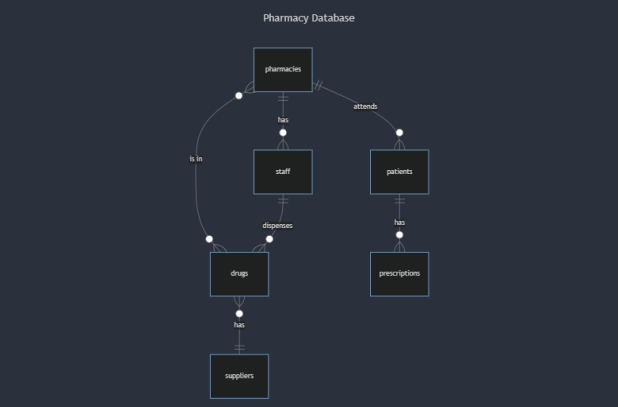 Pharmacy Database
pharmacies
attends
has
is in
staff
patients
dispenses
has
drugs
prescriptions
has
suppliers